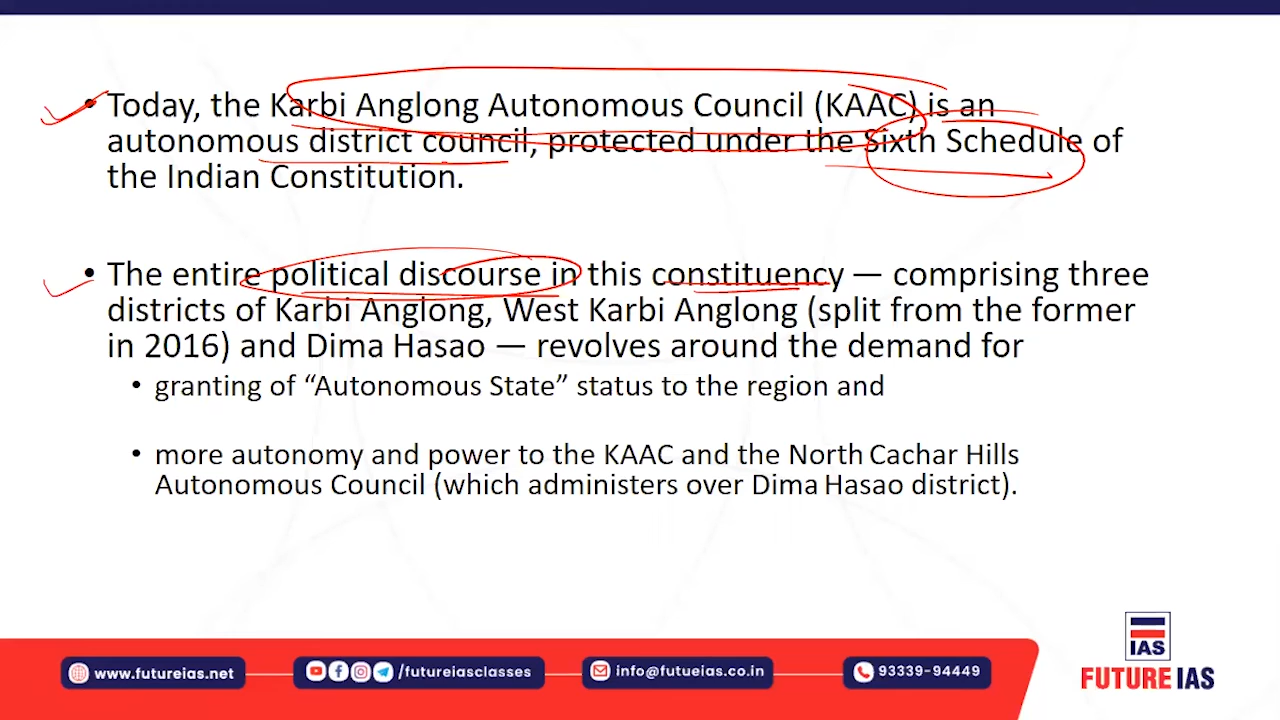 • Today, the Karbi Anglong Autonomous Council (KAAC) is an
autonomous district council, protected under the Sixth Schedule of
the Indian Constitution.
• The entire political discourse in this constituency — comprising three
districts of Karbi Anglong, West Karbi Anglong (split from the former
in 2016) and Dima Hasao — revolves around the demand for
• granting of “Autonomous State” status to the region and
• more autonomy and power to the KAAC and the North Cachar Hills
Autonomous Council (which administers over Dima Hasao district).
IAS
FUTURE IAS
www.futureias.net
/futureiasclasses
info@futueias.co.in
93339-94449